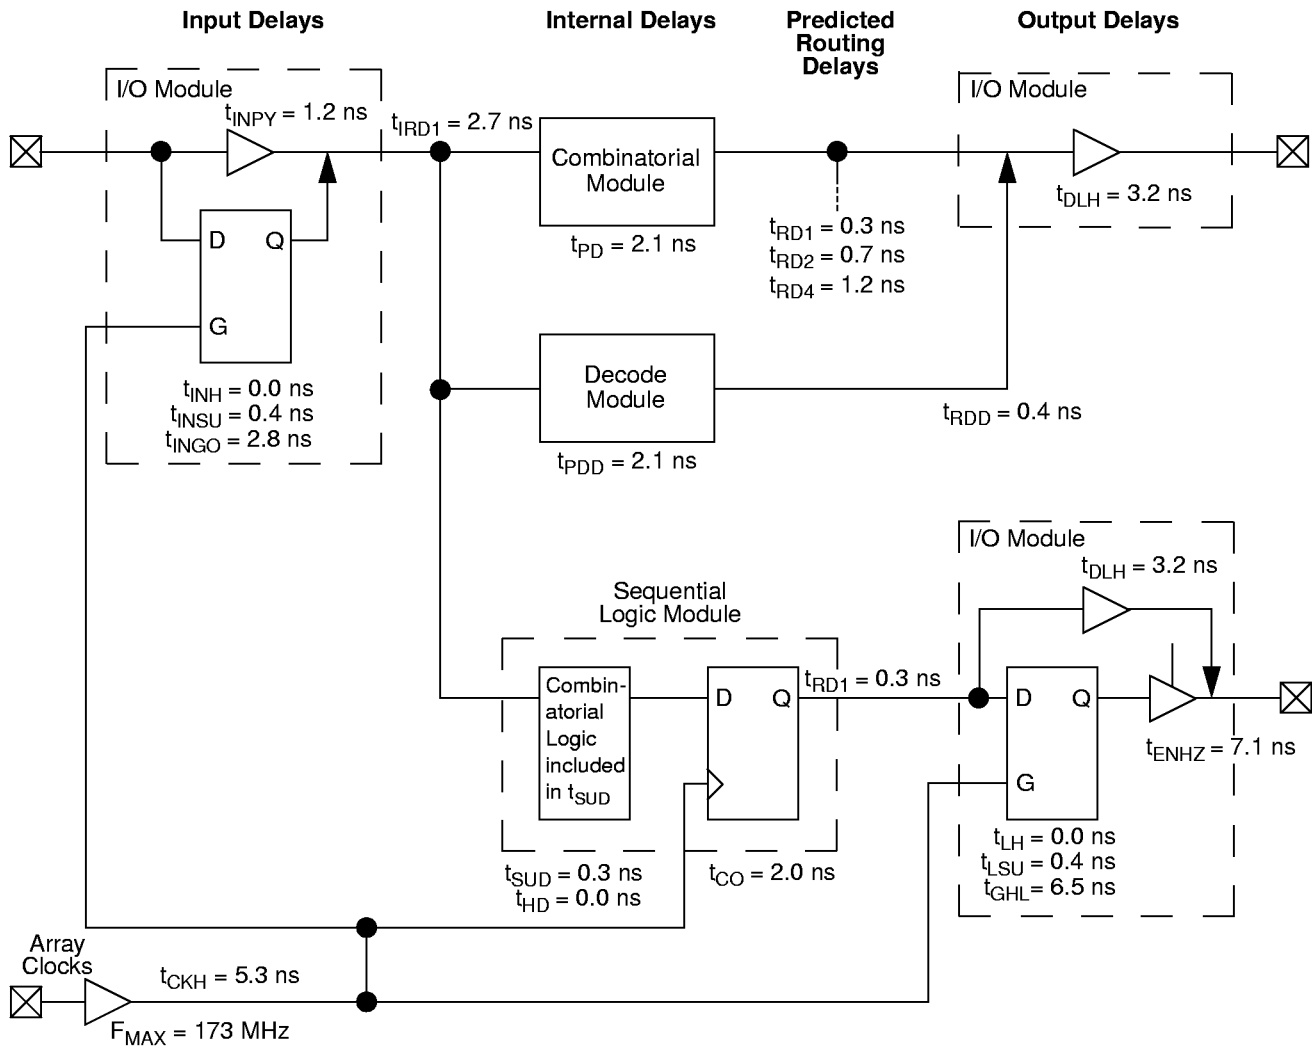 Input Delays
Internal Delays
Predicted
Routing
Delays
Output Delays
I/O Module
tINPY = 1.2 ns
tIRD1 = 2.7 ns
Combinatorial
Module
tPD = 2.1 ns
I/O Module
tDLH = 3.2 ns
tRD1 = 0.3 ns
tRD2 = 0.7 ns
tRD4 = 1.2 ns
D Q
G
tINH = 0.0 ns
tINSU = 0.4 ns
tINGO = 2.8 ns
Decode
Module
tPDD = 2.1 ns
tRDD = 0.4 ns
Sequential
Logic Module
Combin-
atorial
Logic
included
in tSUD
D Q
tRD1 = 0.3 ns
tSUD = 0.3 ns
tHD = 0.0 ns
tCO = 2.0 ns
I/O Module
tDLH = 3.2 ns
D Q
G
tENHZ = 7.1 ns
tLH = 0.0 ns
tLSU = 0.4 ns
tGHL= 6.5 ns
Array
Clocks
tCKH = 5.3 ns
FMAX = 173 MHz